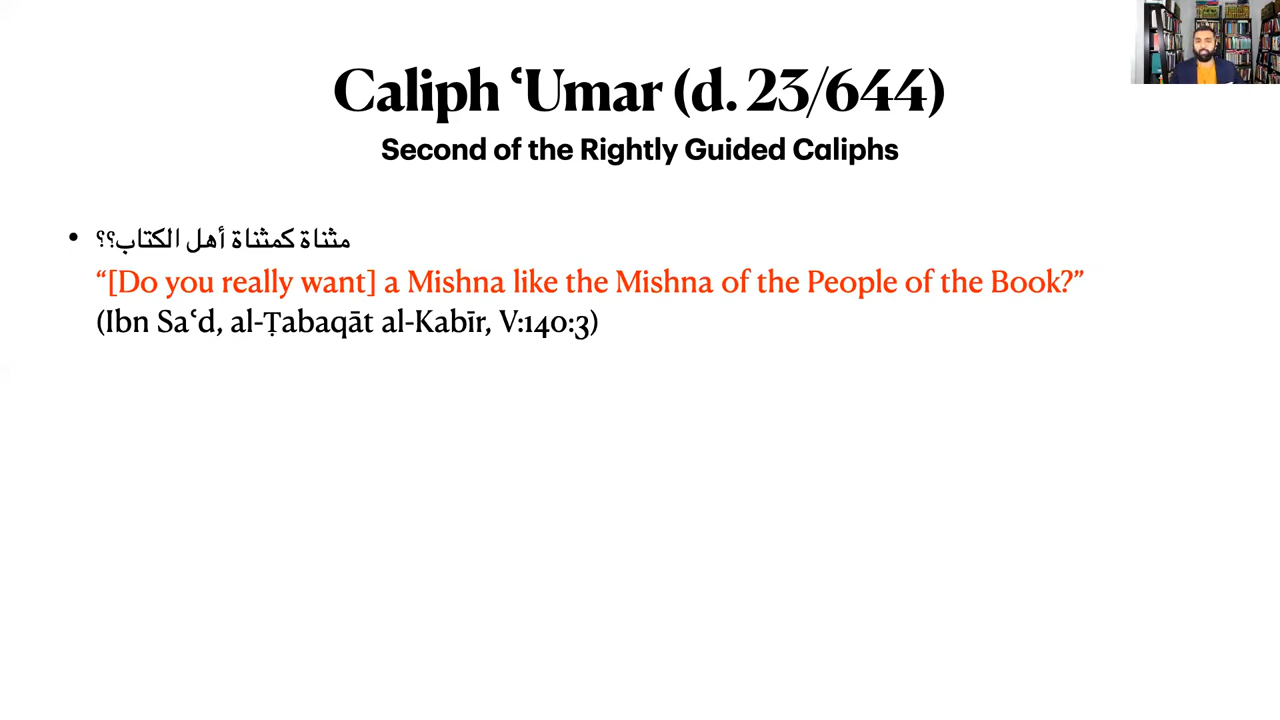 Caliph ʿUmar (d. 23/644)
Second of the Rightly Guided Caliphs
• مثناة كمثناة أهل الكتاب؟؟
“[Do you really want] a Mishna like the Mishna of the People of the Book?”
(Ibn Saʿd, al-Ṭabaqāt al-Kabīr, V:140:3)